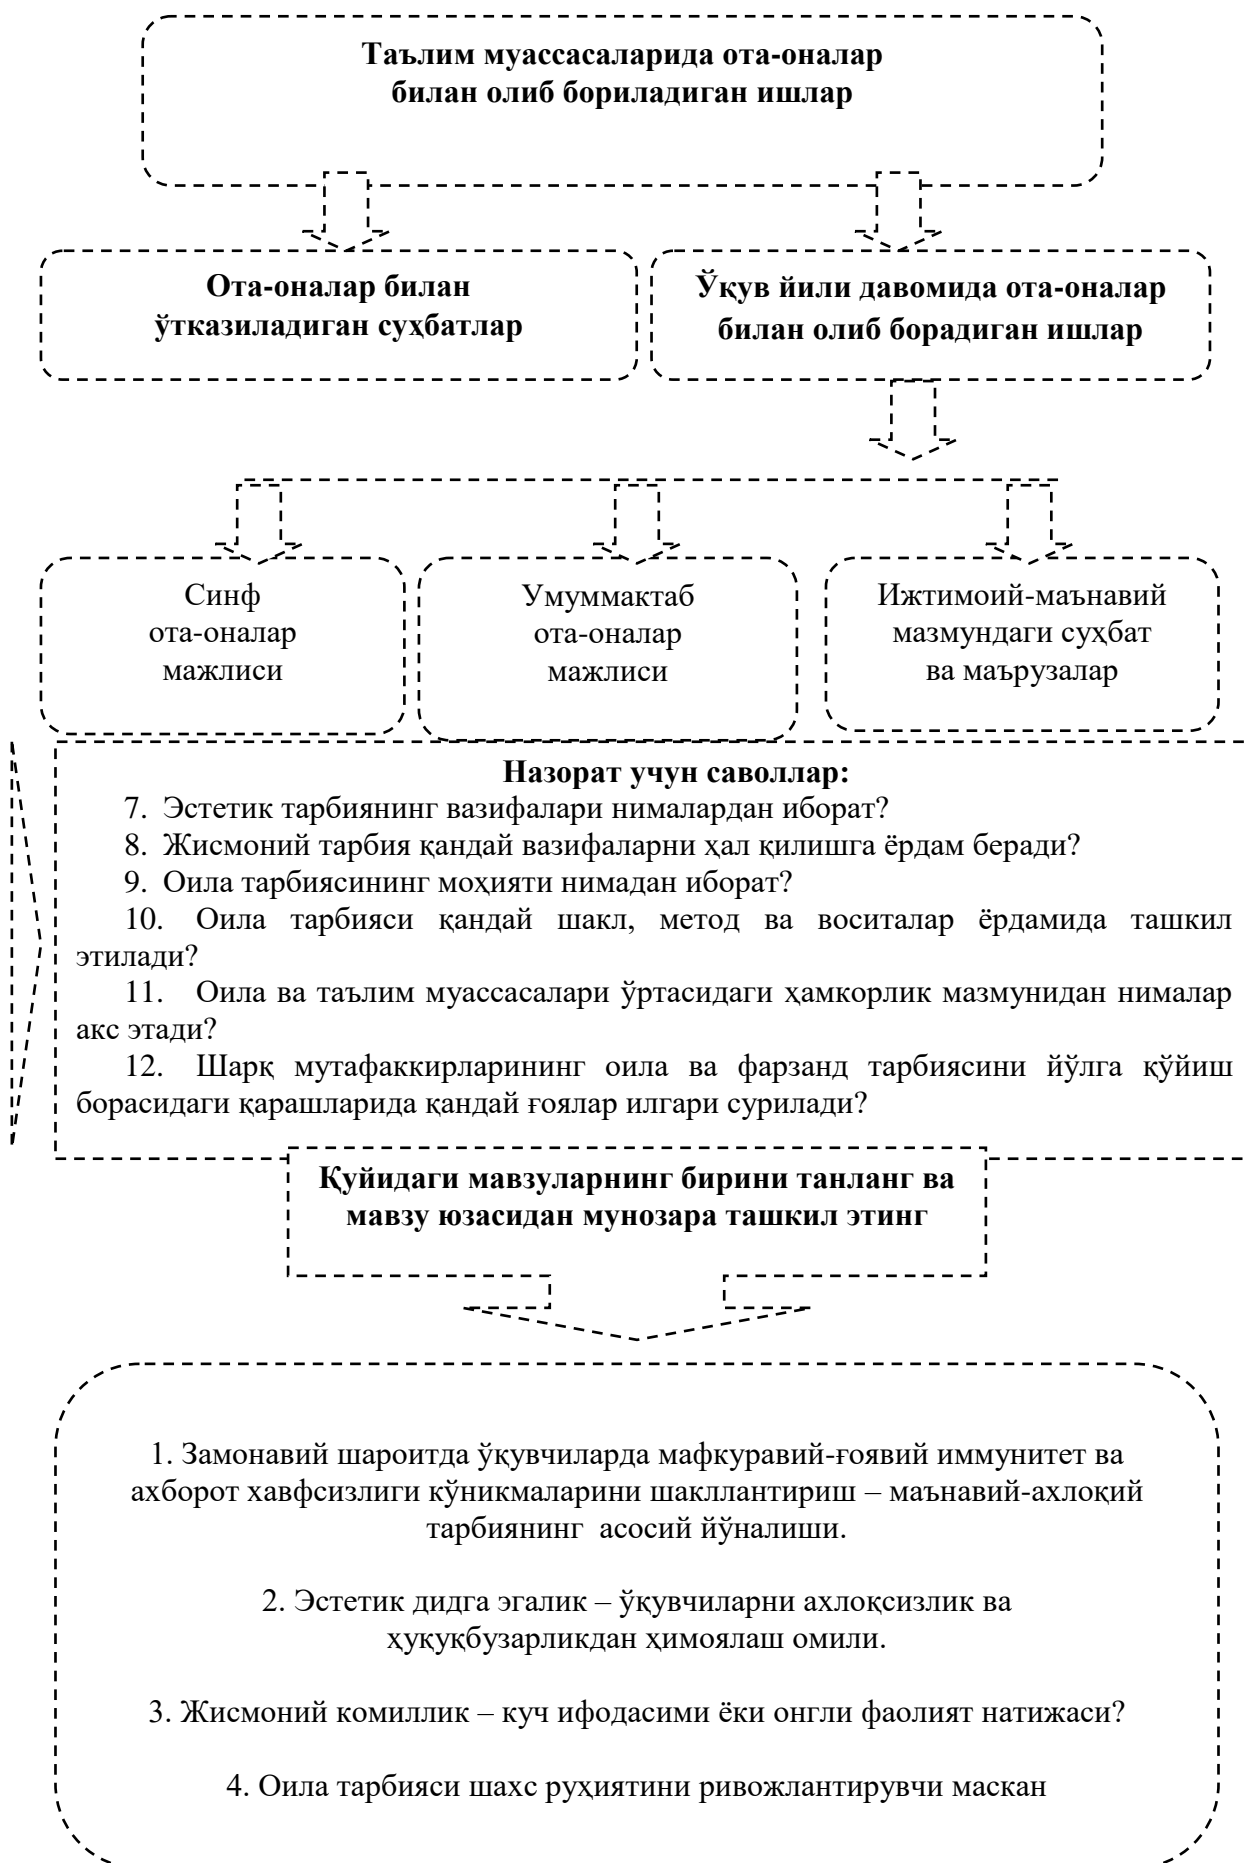 Таълим муассасаларида ота-оналар
билан олиб бориладиган ишлар
Ота-оналар билан
ўтказиладиган суҳбатлар
Ўқув йили давомида ота-оналар
билан олиб борадиган ишлар
Синф
ота-оналар
мажлиси
Умуммактаб
ота-оналар
мажлиси
Ижтимоий-маънавий
мазмундаги суҳбат
ва маърузалар
Назорат учун саволлар:
7. Эстетик тарбиянинг вазифалари нималардан иборат?
8. Жисмоний тарбия қандай вазифаларни ҳал қилишга ёрдам беради?
9. Оила тарбиясининг моҳияти нимадан иборат?
10. Оила тарбияси қандай шакл, метод ва воситалар ёрдамида ташкил
этилади?
11. Оила ва таълим муассасалари ўртасидаги ҳамкорлик мазмунидан нималар
акс этади?
12. Шарқ мутафаккирларининг оила ва фарзанд тарбиясини йўлга қўйиш
борасидаги қарашларида қандай ғоялар илгари сурилади?
Қуйидаги мавзуларнинг бирини танланг ва
мавзу юзасидан мунозара ташкил этинг
1. Замонавий шароитда ўқувчиларда мафкуравий-ғоявий иммунитет ва
ахборот хавфсизлиги кўникмаларини шакллантириш – маънавий-ахлоқий
тарбиянинг асосий йўналиши.
2. Эстетик дидга эгалик – ўқувчиларни ахлоқсизлик ва
ҳуқуқбузарликдан ҳимоялаш омили.
3. Жисмоний комиллик – куч ифодасими ёки онгли фаолият натижаси?
4. Оила тарбияси шахс руҳиятини ривожлантирувчи маскан